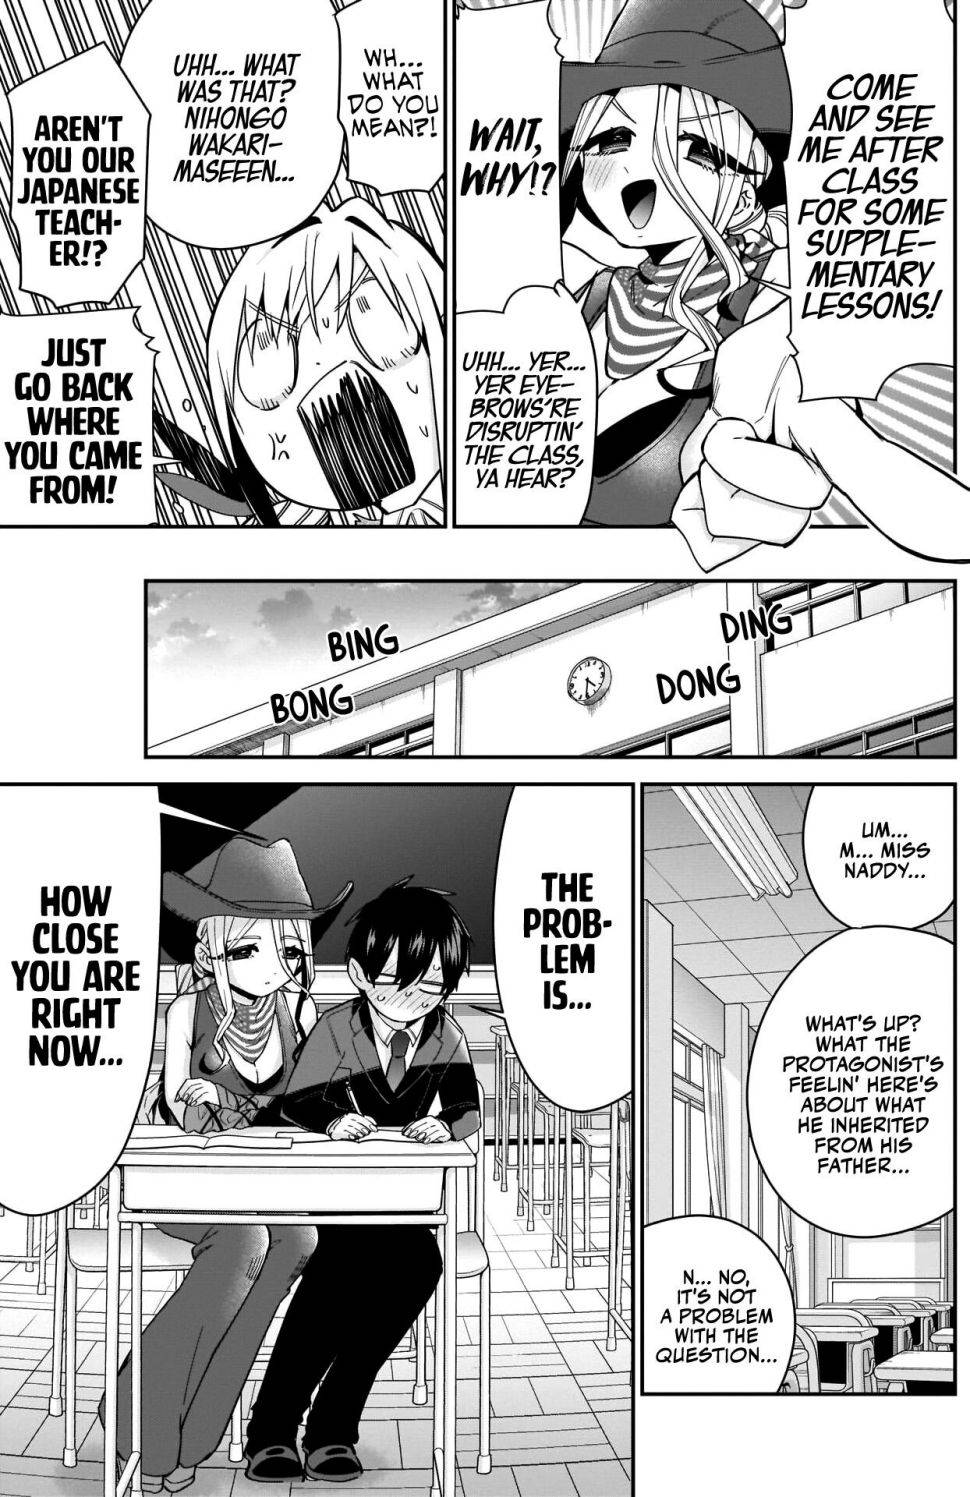 COME
AND SEE
ME AFTER
CLASS
FOR SOME
SUPPLE-
MENTARY
LESSONS!
WAIT,
WHY!?
UHH... YER...
YER EYE-
BROWS'RE
DISRUPTIN'
THE CLASS,
YA HEAR?
WH...
WHAT
DO YOU
MEAN?!
UHH... WHAT
WAS THAT?
NIHONGO
WAKARI-
MASEEEN...
AREN'T
YOU OUR
JAPANESE
TEACH-
ER!?
JUST
GO BACK
WHERE
YOU CAME
FROM!
DING
DONG
BING
BONG
UM...
M... MISS
NADDY...
WHAT'S UP?
WHAT THE
PROTAGONIST'S
FEELIN' HERE'S
ABOUT WHAT
HE INHERITED
FROM HIS
FATHER...
N... NO,
IT'S NOT
A PROBLEM
WITH THE
QUESTION...
THE
PROB-
LEM
IS...
HOW
CLOSE
YOU ARE
RIGHT
NOW...